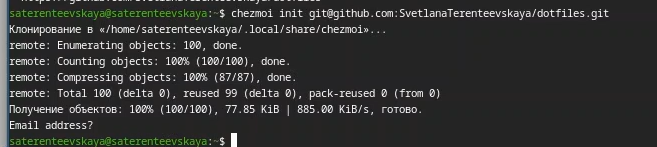 saterenteevskaya@saterenteevskaya:~$ chezmoi init git@github.com:SvetlanaTerenteevskaya/dotfiles.git
Клонирование в «/home/saterenteevskaya/.local/share/chezmoi»...
remote: Enumerating objects: 100, done.
remote: Counting objects: 100% (100/100), done.
remote: Compressing objects: 100% (87/87), done.
remote: Total 100 (delta 0), reused 99 (delta 0), pack-reused 0 (from 0)
Получение объектов: 100% (100/100), 77.85 KiB | 885.00 KiB/s, готово.
Email address?
saterenteevskaya@saterenteevskaya:~$